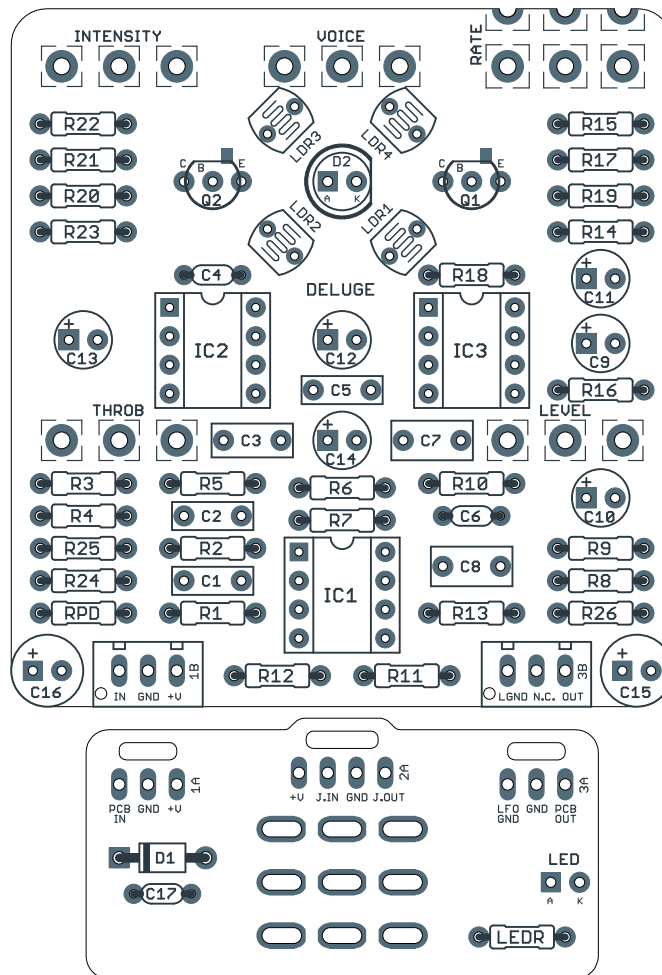 INTENSITY VOICE RATE
LDR3 LDR4
R22 R15
R21 D2 R17
C B E C B E
R20 Q2 A K Q1 R19
R23 LDR2 LDR1 R14
C4 R18
DELUGE C11
+ + + +
C13 IC2 C12 IC3 C9
C5 R16
THROB LEVEL
C3 + C14 C7
R3 R5 R6 R10
R4 C2 R7 C6 + C10
R25 R2 R9
R24 C1 IC1 C8 R8
RPD R1 R13 R26
+ C16 1B R12 R11 3B + C15
IN GND +V LGND N.C. OUT
1A 2A 3A
+V J.IN GND J.OUT
PCB IN GND +V LFO GND GND PCB OUT
D1 LED
C17 A K
LEDR